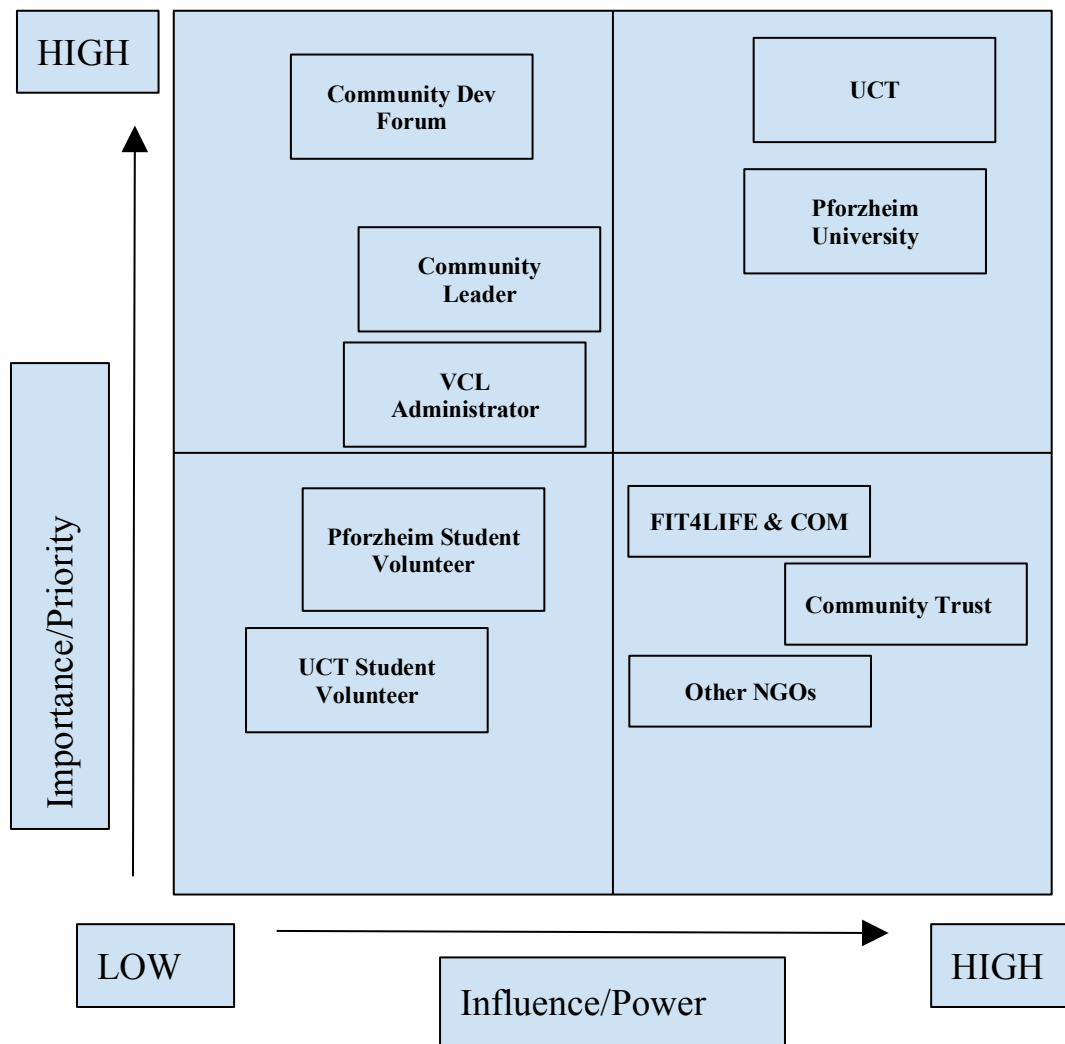 HIGH
Community Dev
Forum
UCT
Pforzheim
University
Community
Leader
VCL
Administrator
Importance/Priority
Pforzheim Student
Volunteer
FIT4LIFE & COM
Community Trust
UCT Student
Volunteer
Other NGOs
LOW
HIGH
Influence/Power